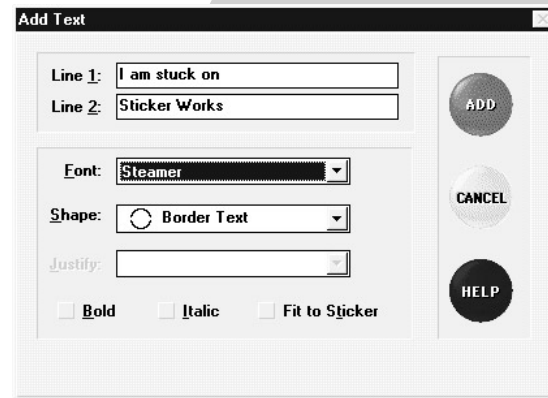 Add Text
Line 1: I am stuck on
Line 2: Sticker Works
ADD
Font: Steamer
CANCEL
Shape: Border Text
Justify:
HELP
Bold Italic Fit to Sticker